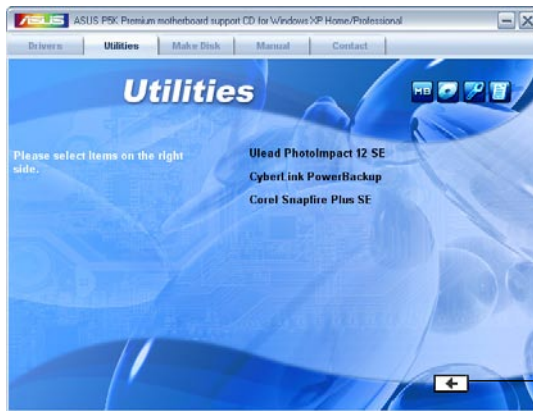 ASUS ASUS P5K Premium motherboard support CD for Windows XP Home/Professional
Drivers Utilities Make Disk Manual Contact
Utilities
MB
Please select items on the right
side.
Ulead PhotoImpact 12 SE
CyberLink PowerBackup
Corel Snapfire Plus SE